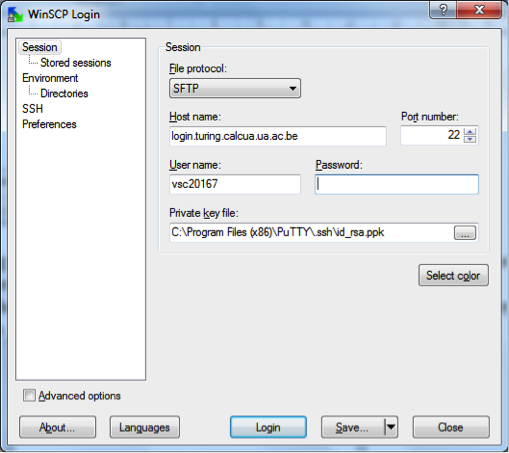 WinSCP Login
Session
Stored sessions
Environment
Directories
SSH
Preferences
Session
File protocol:
SFTP
Host name:
Port number:
login.turing.calcua.ua.ac.be
22
User name:
Password:
vsc20167
Private key file:
C:\Program Files (x86)\PuTTY\.ssh\id_rsa.ppk
...
Select color
Advanced options
About...
Languages
Login
Save...
Close